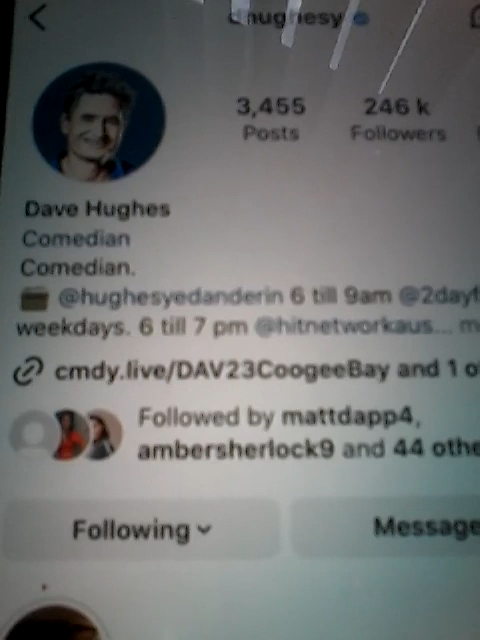 3,455
246 k
Posts
Followers
Dave Hughes
Comedian
Comedian.
@hughesyedanderin 6 till 9am
weekdays. 6 till 7 pm @hitnetworkaus...
cmdy.live/DAV23CoogeeBay and 1
Followed by mattdapp4,
ambersherlock9 and 44
Following
Message